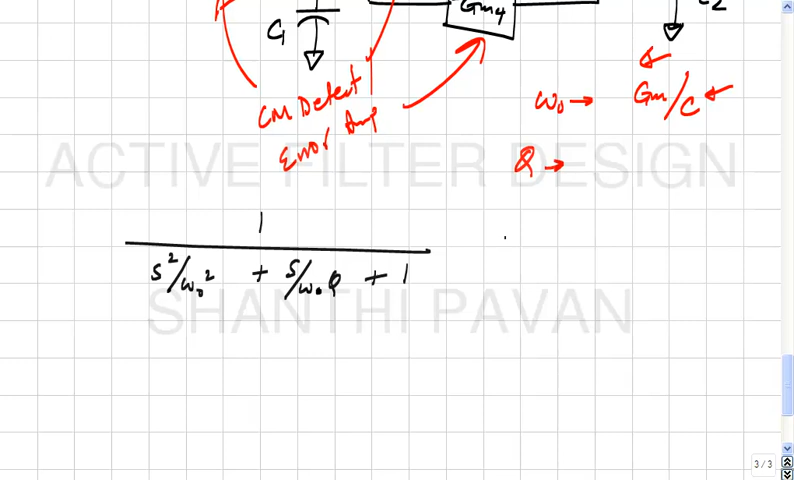 Gm4
C1
C2
CM Detect
Error Amp
ω0 → Gm/C
Q →
ACTIVE FILTER DESIGN
1
s²/ω0² + s/ω0Q + 1
SHANTHI PAVAN
3 / 3